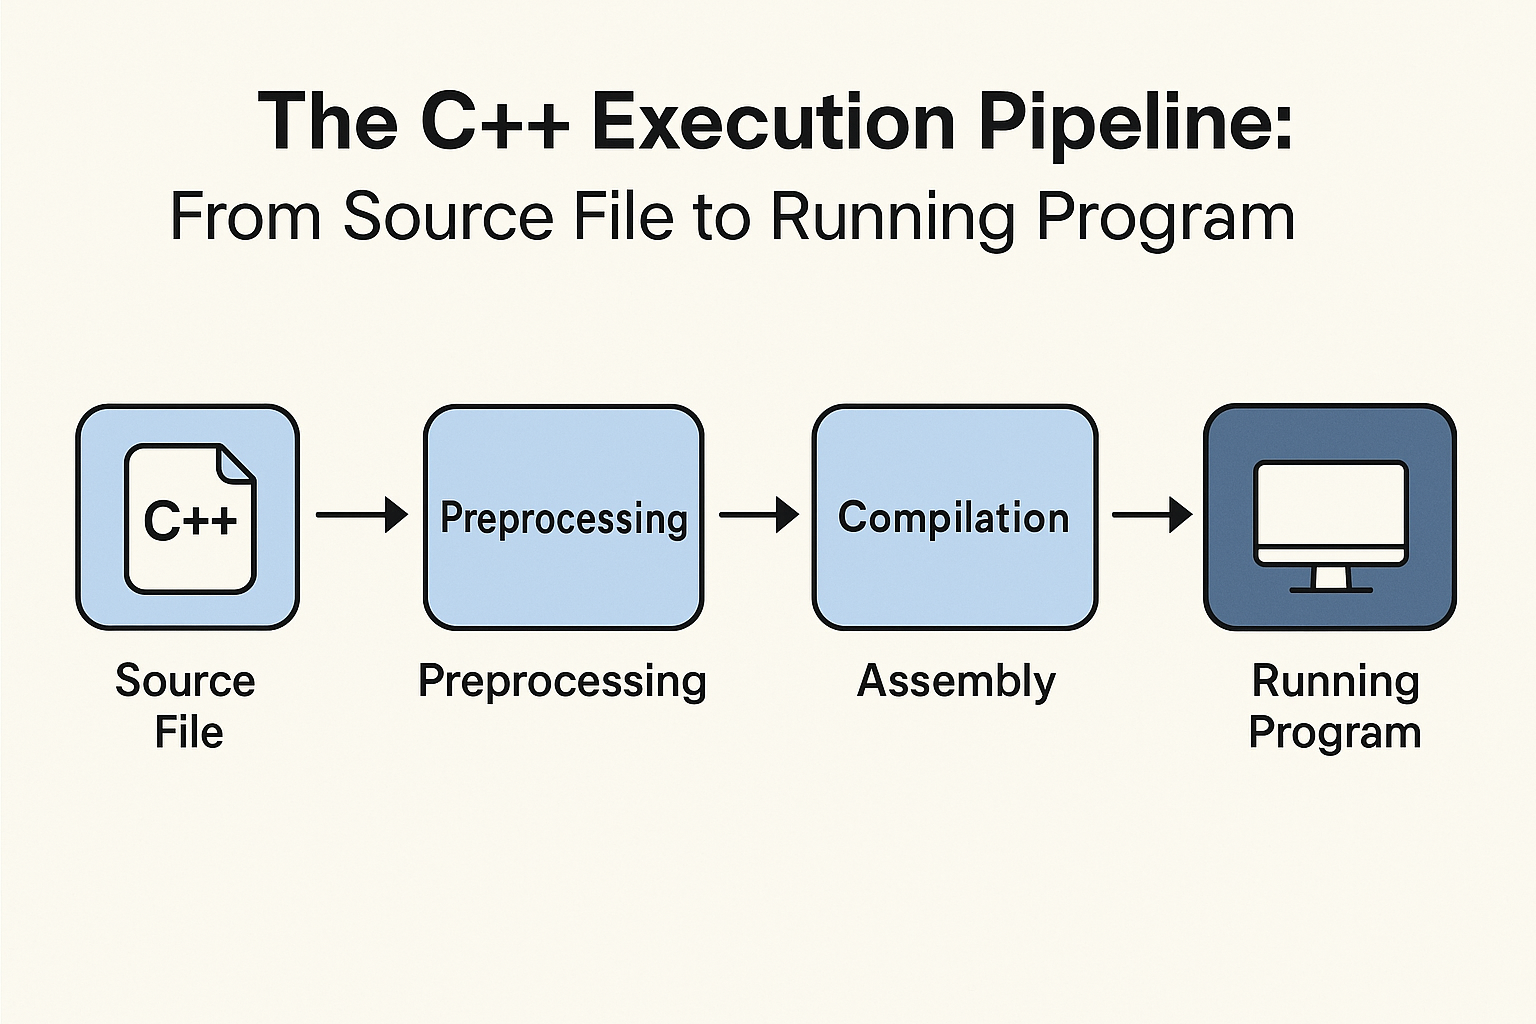 The C++ Execution Pipeline:
From Source File to Running Program
C++
Preprocessing
Compilation
Source
File
Preprocessing
Assembly
Running
Program